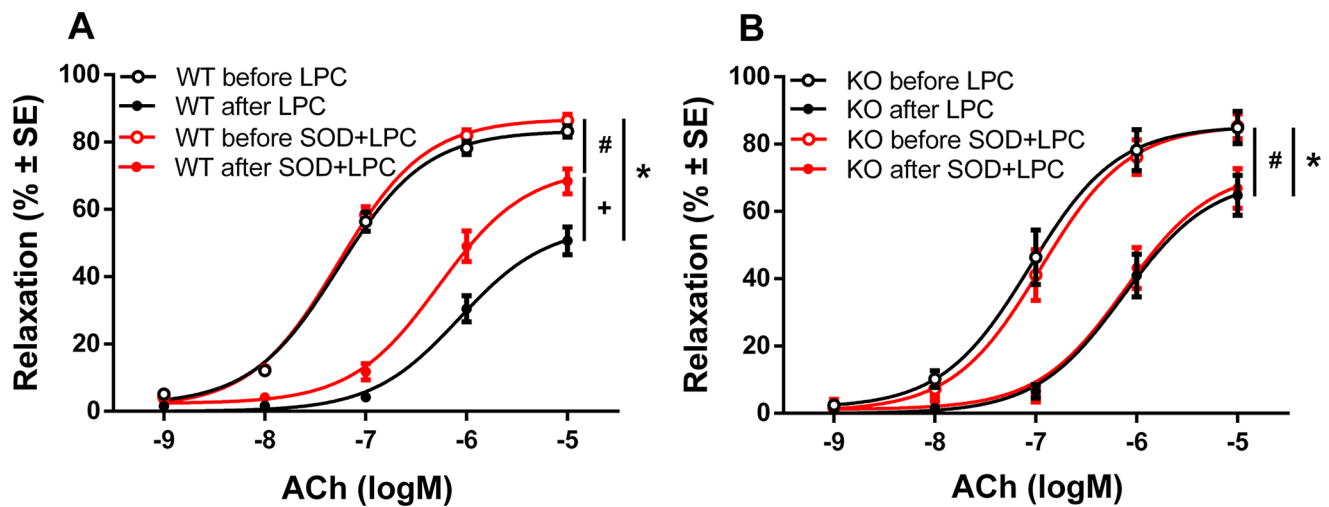 A
WT before LPC
WT after LPC
WT before SOD+LPC
WT after SOD+LPC
Relaxation (% ± SE)
100
80
60
40
20
0
-9 -8 -7 -6 -5
ACh (logM)
# + *
B
KO before LPC
KO after LPC
KO before SOD+LPC
KO after SOD+LPC
Relaxation (% ± SE)
100
80
60
40
20
0
-9 -8 -7 -6 -5
ACh (logM)
# *